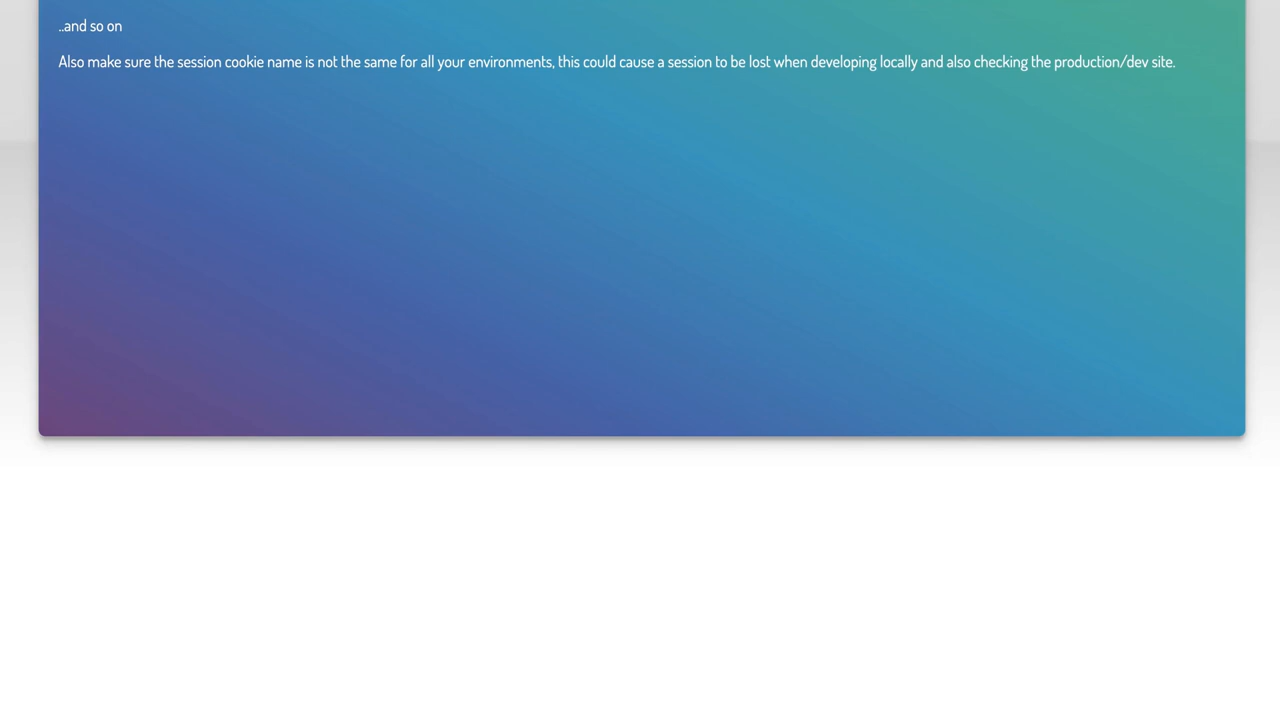 ..and so on
Also make sure the session cookie name is not the same for all your environments, this could cause a session to be lost when developing locally and also checking the production/dev site.